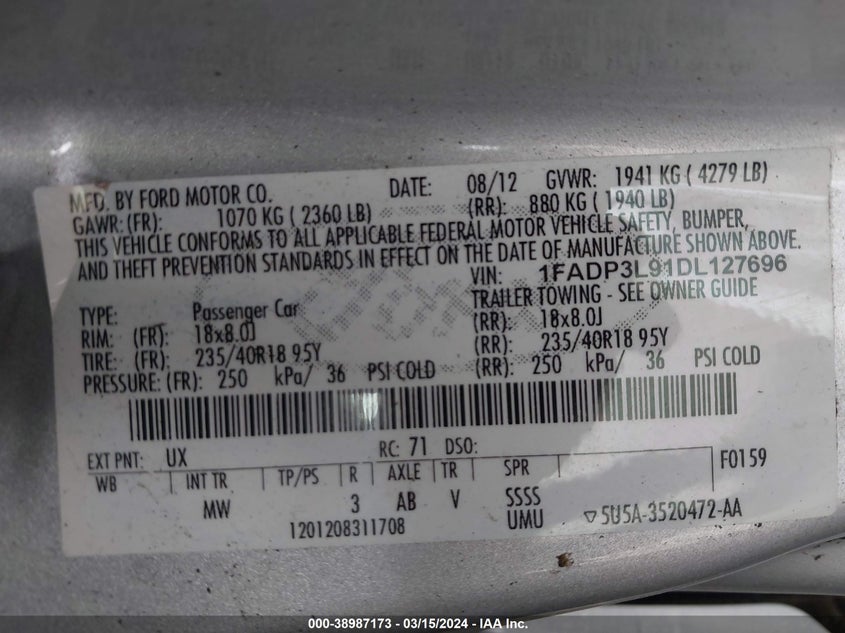 MFD. BY FORD MOTOR CO. DATE: 08/12 GVWR: 1941 KG ( 4279 LB)
GAWR: (FR): 1070 KG ( 2360 LB) (RR): 880 KG ( 1940 LB)
THIS VEHICLE CONFORMS TO ALL APPLICABLE FEDERAL MOTOR VEHICLE SAFETY, BUMPER,
AND THEFT PREVENTION STANDARDS IN EFFECT ON THE DATE OF MANUFACTURE SHOWN ABOVE.
VIN: 1FADP3L91DL127696
TYPE: Passenger Car TRAILER TOWING - SEE OWNER GUIDE
RIM: (FR): 18x8.0J (RR): 18x8.0J
TIRE: (FR): 235/40R18 95Y (RR): 235/40R18 95Y
PRESSURE: (FR): 250 kPa/ 36 PSI COLD (RR): 250 kPa/ 36 PSI COLD
EXT PNT: UX RC: 71 DSO: F0159
WB INT TR TP/PS R AXLE TR SPR
MW 3 AB V SSSS
1201208311708 UMU ▽5U5A-3520472-AA
000-38987173 - 03/15/2024 - IAA Inc.